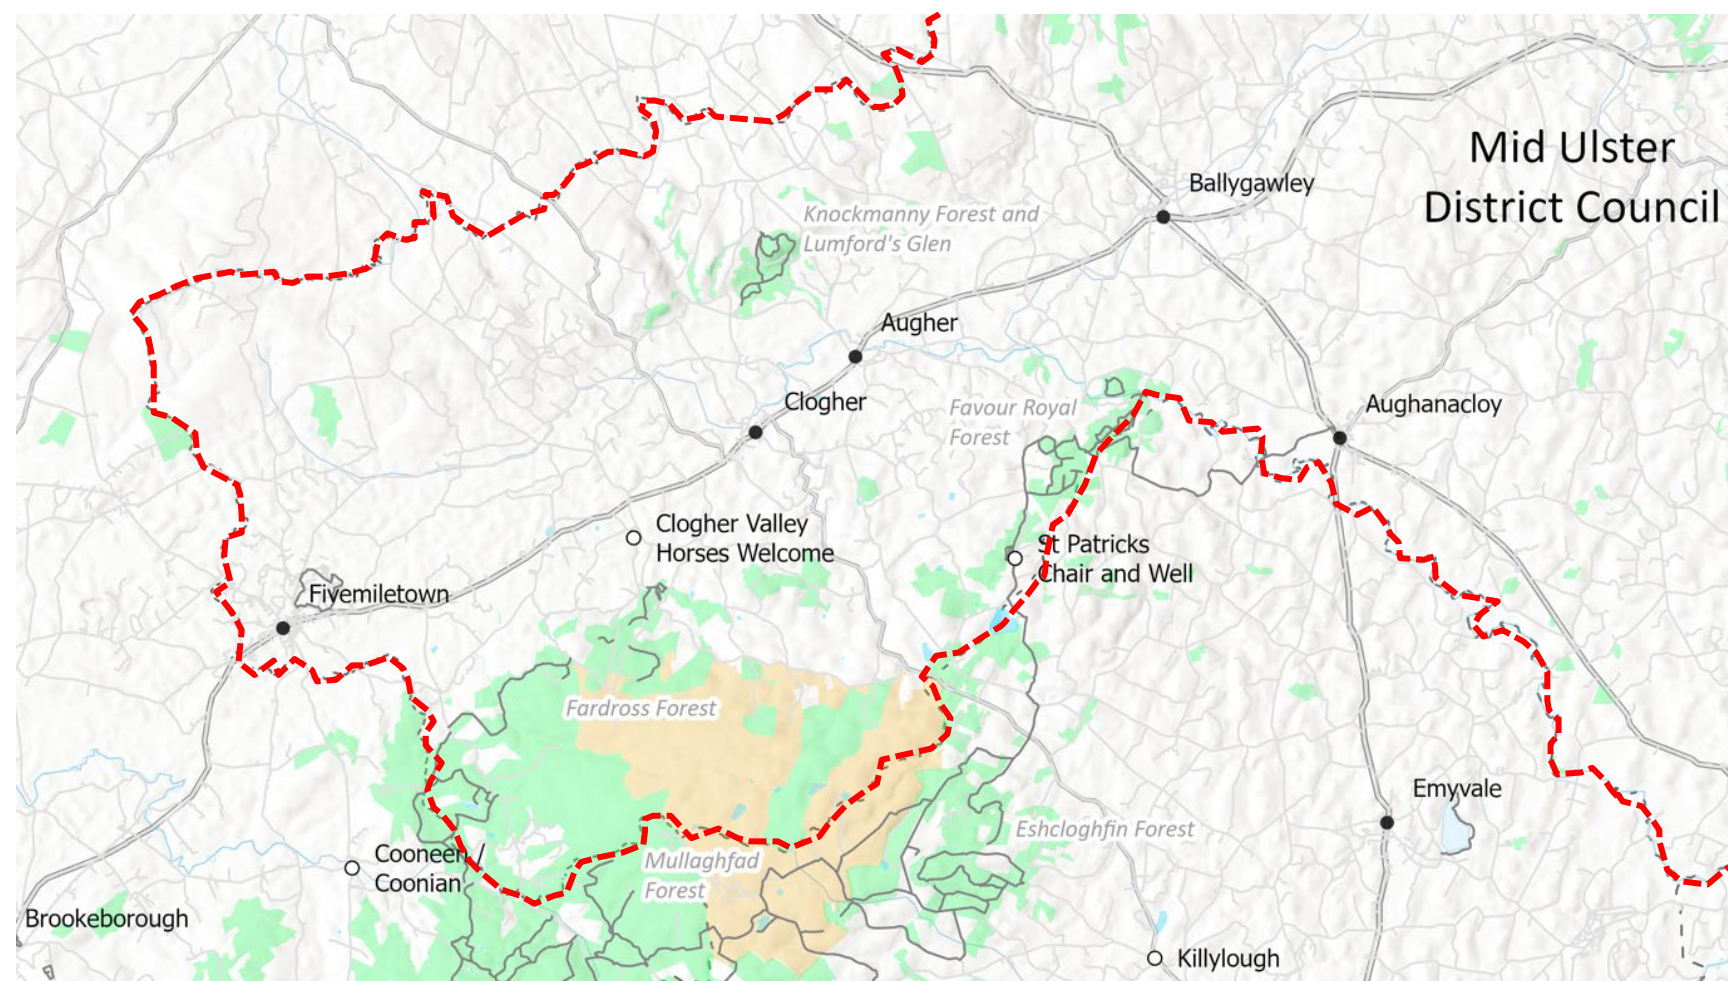 Mid Ulster
District Council
Ballygawley
Knockmanny Forest and
Lumford's Glen
Augher
Clogher
Favour Royal
Forest
Aughanacloy
Clogher Valley
Horses Welcome
St Patricks
Chair and Well
Fivemiletown
Fardross Forest
Emyvale
Eshcloghfin Forest
Mullaghfad
Forest
Cooneen /
Coonian
Brookeborough
Killylough